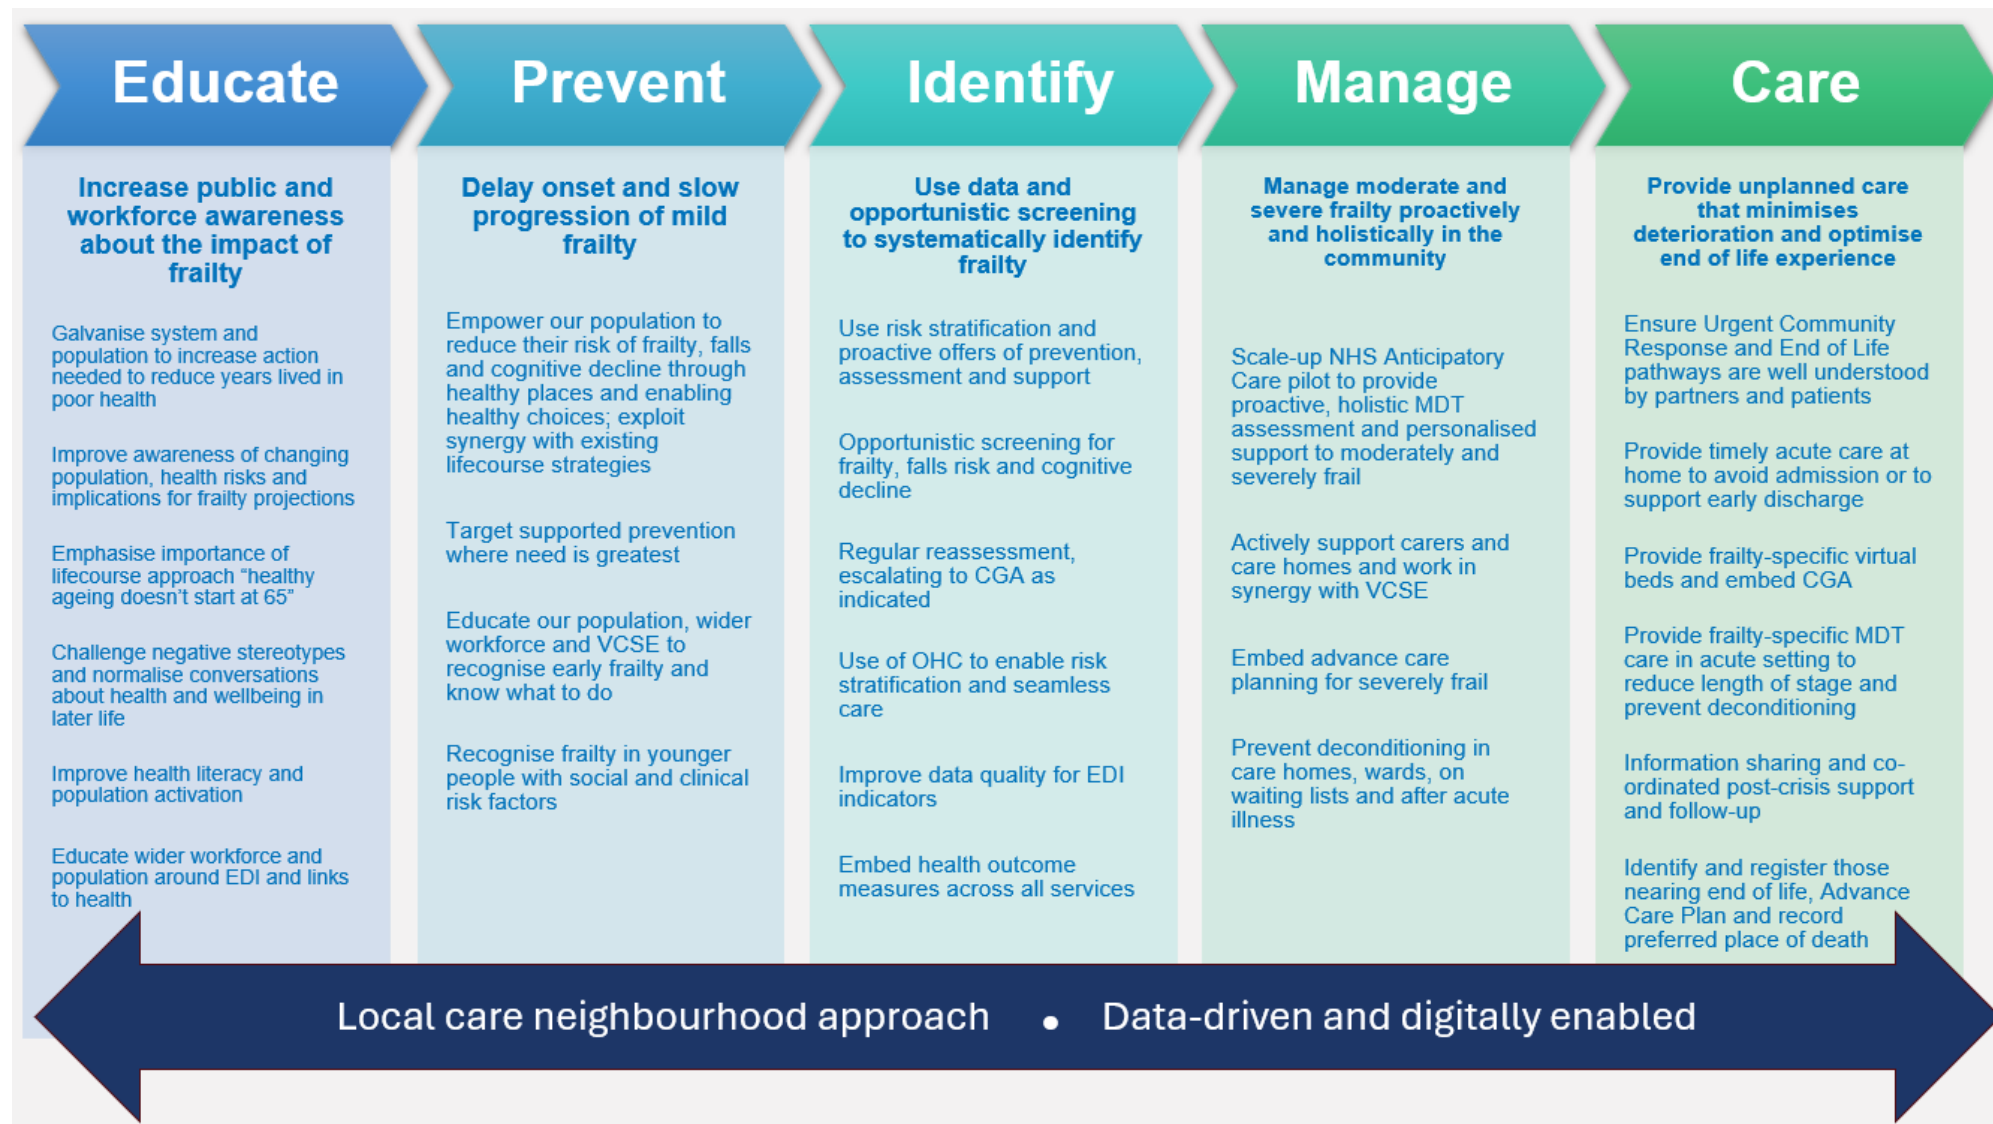 Educate
Increase public and
workforce awareness
about the impact of
frailty
Galvanise system and
population to increase action
needed to reduce years lived in
poor health
Improve awareness of changing
population, health risks and
implications for frailty projections
Emphasise importance of
lifecourse approach “healthy
ageing doesn’t start at 65”
Challenge negative stereotypes
and normalise conversations
about health and wellbeing in
later life
Improve health literacy and
population activation
Educate wider workforce and
population around EDI and links
to health
Prevent
Delay onset and slow
progression of mild
frailty
Empower our population to
reduce their risk of frailty, falls
and cognitive decline through
healthy places and enabling
healthy choices; exploit
synergy with existing
lifecourse strategies
Target supported prevention
where need is greatest
Educate our population, wider
workforce and VCSE to
recognise early frailty and
know what to do
Recognise frailty in younger
people with social and clinical
risk factors
Identify
Use data and
opportunistic screening
to systematically identify
frailty
Use risk stratification and
proactive offers of prevention,
assessment and support
Opportunistic screening for
frailty, falls risk and cognitive
decline
Regular reassessment,
escalating to CGA as
indicated
Use of OHC to enable risk
stratification and seamless
care
Improve data quality for EDI
indicators
Embed health outcome
measures across all services
Manage
Manage moderate and
severe frailty proactively
and holistically in the
community
Scale-up NHS Anticipatory
Care pilot to provide
proactive, holistic MDT
assessment and personalised
support to moderately and
severely frail
Actively support carers and
care homes and work in
synergy with VCSE
Embed advance care
planning for severely frail
Prevent deconditioning in
care homes, wards, on
waiting lists and after acute
illness
Care
Provide unplanned care
that minimises
deterioration and optimise
end of life experience
Ensure Urgent Community
Response and End of Life
pathways are well understood
by partners and patients
Provide timely acute care at
home to avoid admission or to
support early discharge
Provide frailty-specific virtual
beds and embed CGA
Provide frailty-specific MDT
care in acute setting to
reduce length of stage and
prevent deconditioning
Information sharing and co-
ordinated post-crisis support
and follow-up
Identify and register those
nearing end of life, Advance
Care Plan and record
preferred place of death
Local care neighbourhood approach • Data-driven and digitally enabled